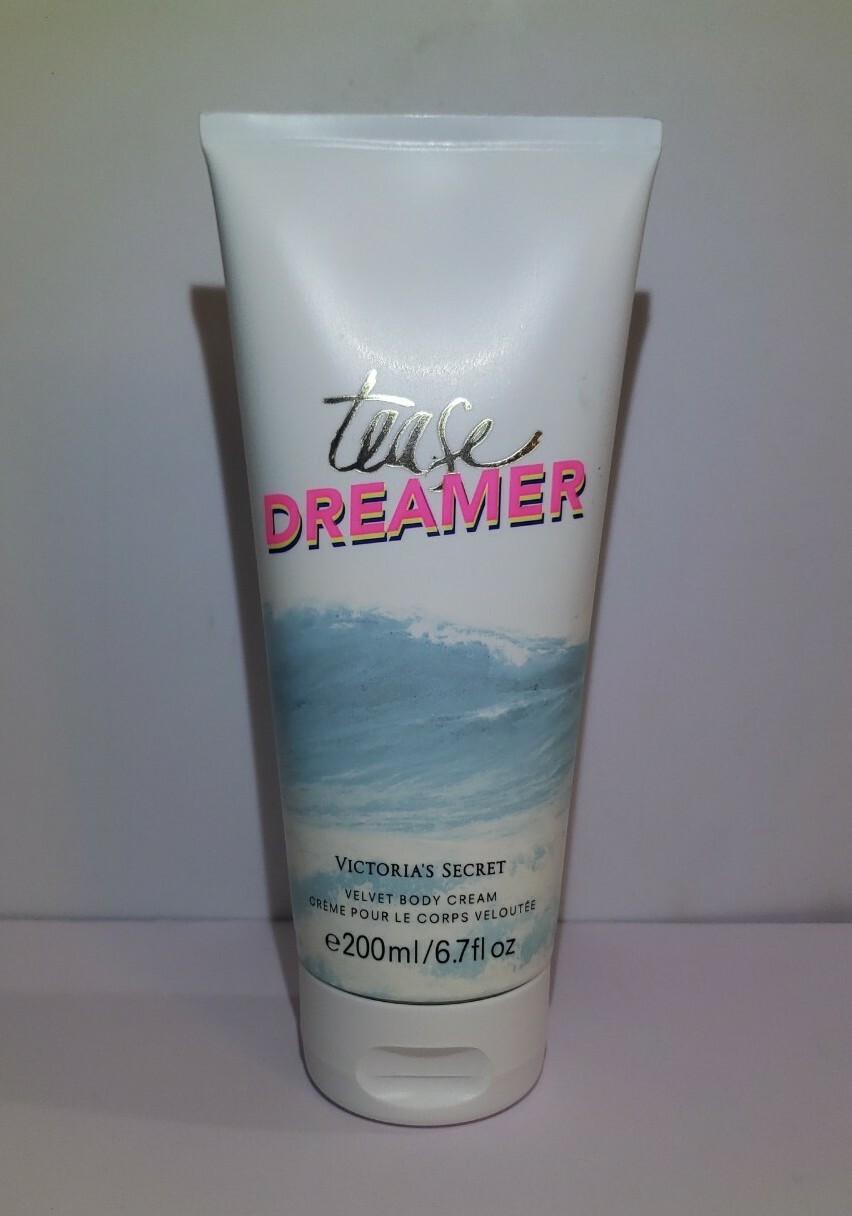 tease
DREAMER
VICTORIA'S SECRET
VELVET BODY CREAM
CRÈME POUR LE CORPS VELOUTÉE
℮200ml/6.7fl oz